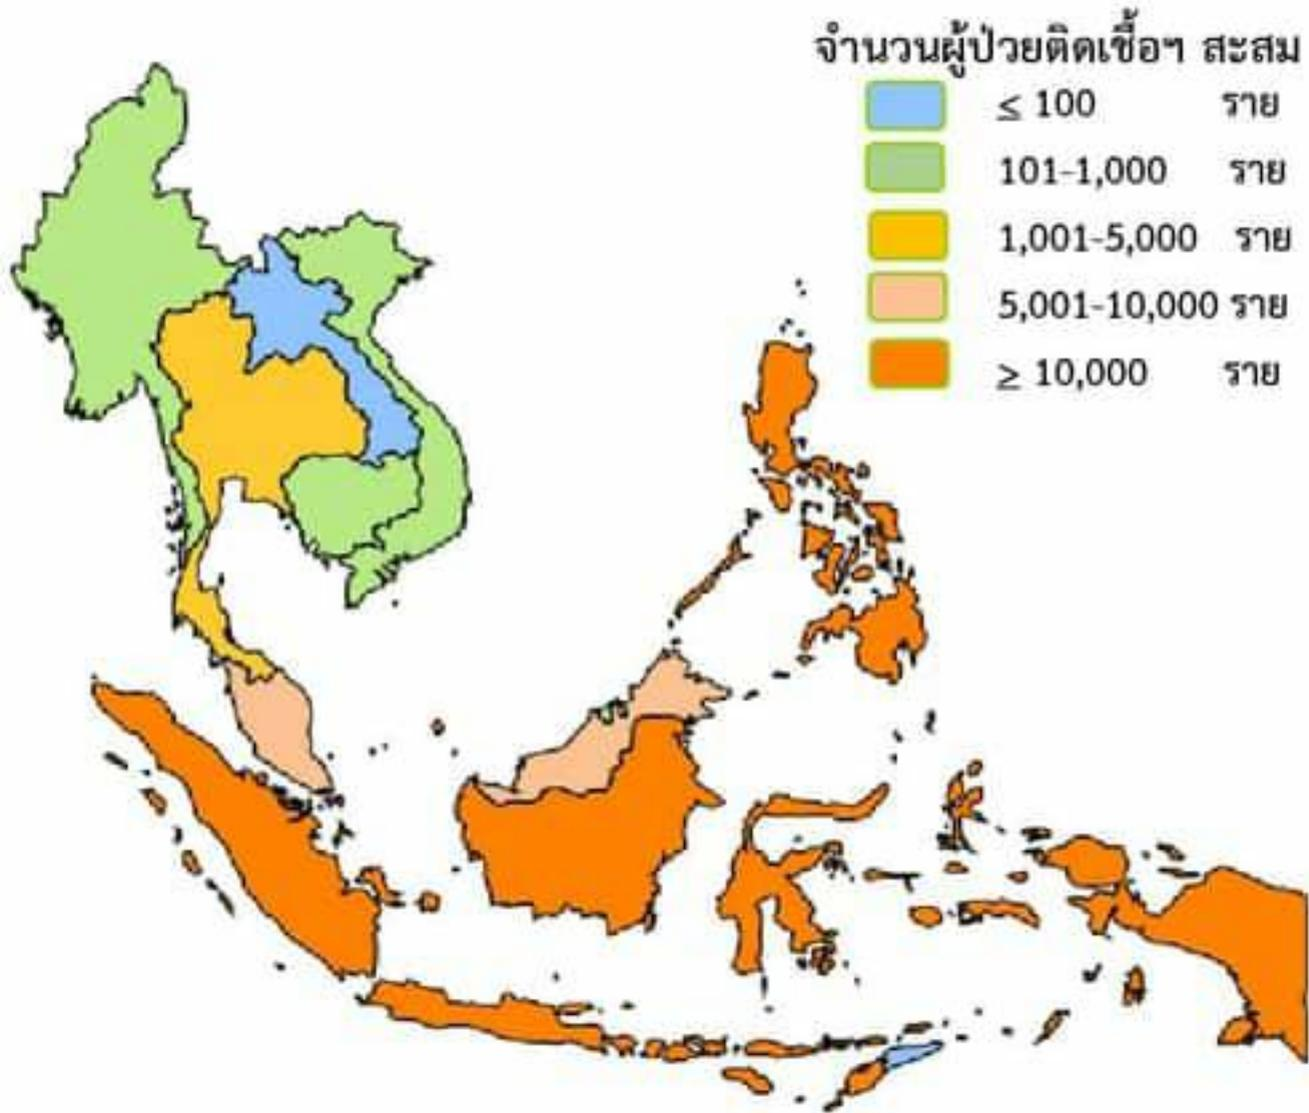 จำนวนผู้ป่วยติดเชื้อฯ สะสม
≤ 100 ราย
101-1,000 ราย
1,001-5,000 ราย
5,001-10,000 ราย
≥ 10,000 ราย